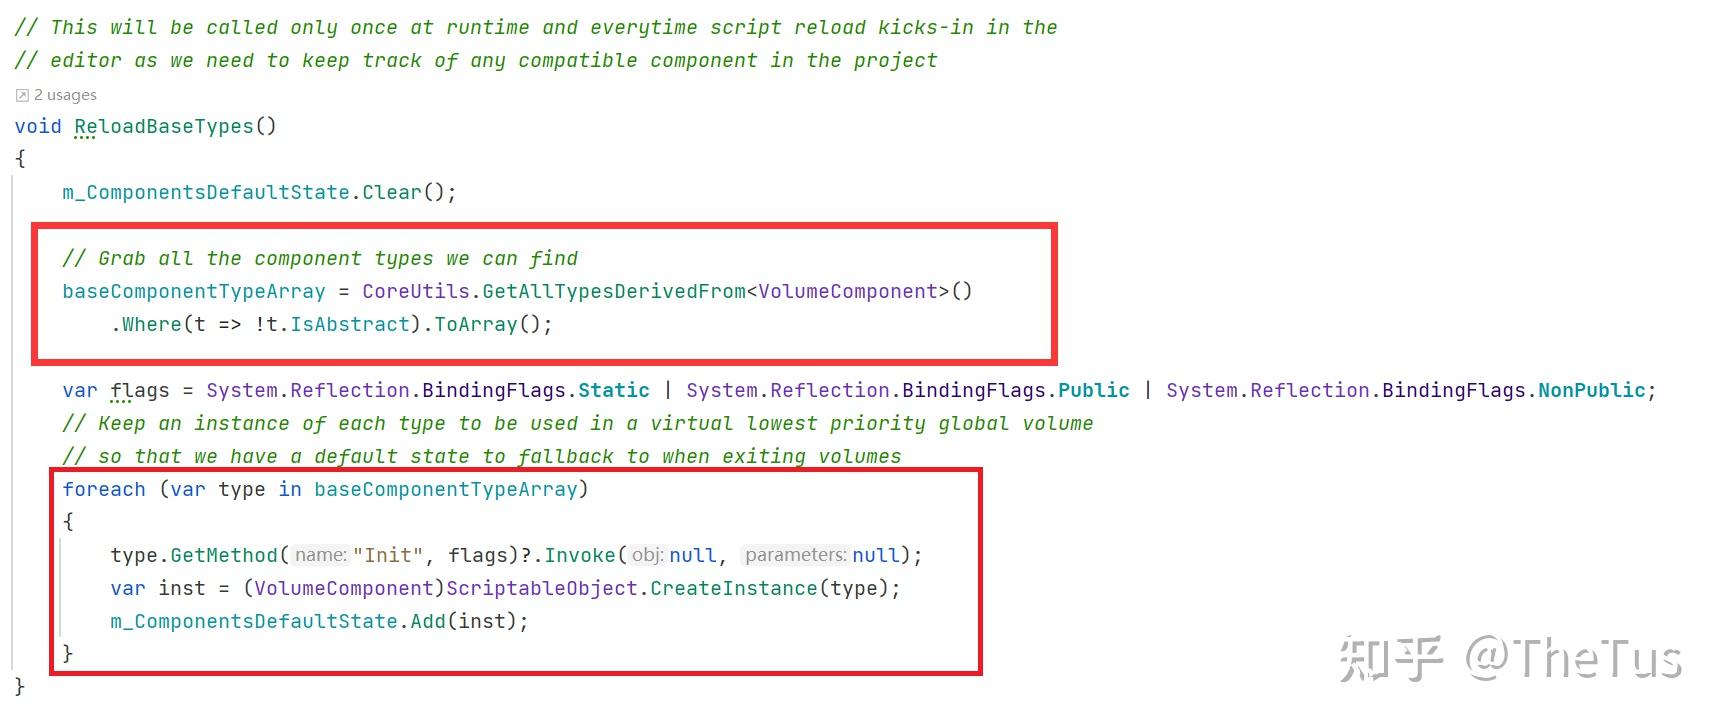 // This will be called only once at runtime and everytime script reload kicks-in in the
// editor as we need to keep track of any compatible component in the project
2 usages
void ReloadBaseTypes()
{
m_ComponentsDefaultState.Clear();
// Grab all the component types we can find
baseComponentTypeArray = CoreUtils.GetAllTypesDerivedFrom<VolumeComponent>()
.Where(t => !t.IsAbstract).ToArray();
var flags = System.Reflection.BindingFlags.Static | System.Reflection.BindingFlags.Public | System.Reflection.BindingFlags.NonPublic;
// Keep an instance of each type to be used in a virtual lowest priority global volume
// so that we have a default state to fallback to when exiting volumes
foreach (var type in baseComponentTypeArray)
{
type.GetMethod(name:"Init", flags)?.Invoke(obj:null, parameters:null);
var inst = (VolumeComponent)ScriptableObject.CreateInstance(type);
m_ComponentsDefaultState.Add(inst);
}
}
知乎 @TheTus